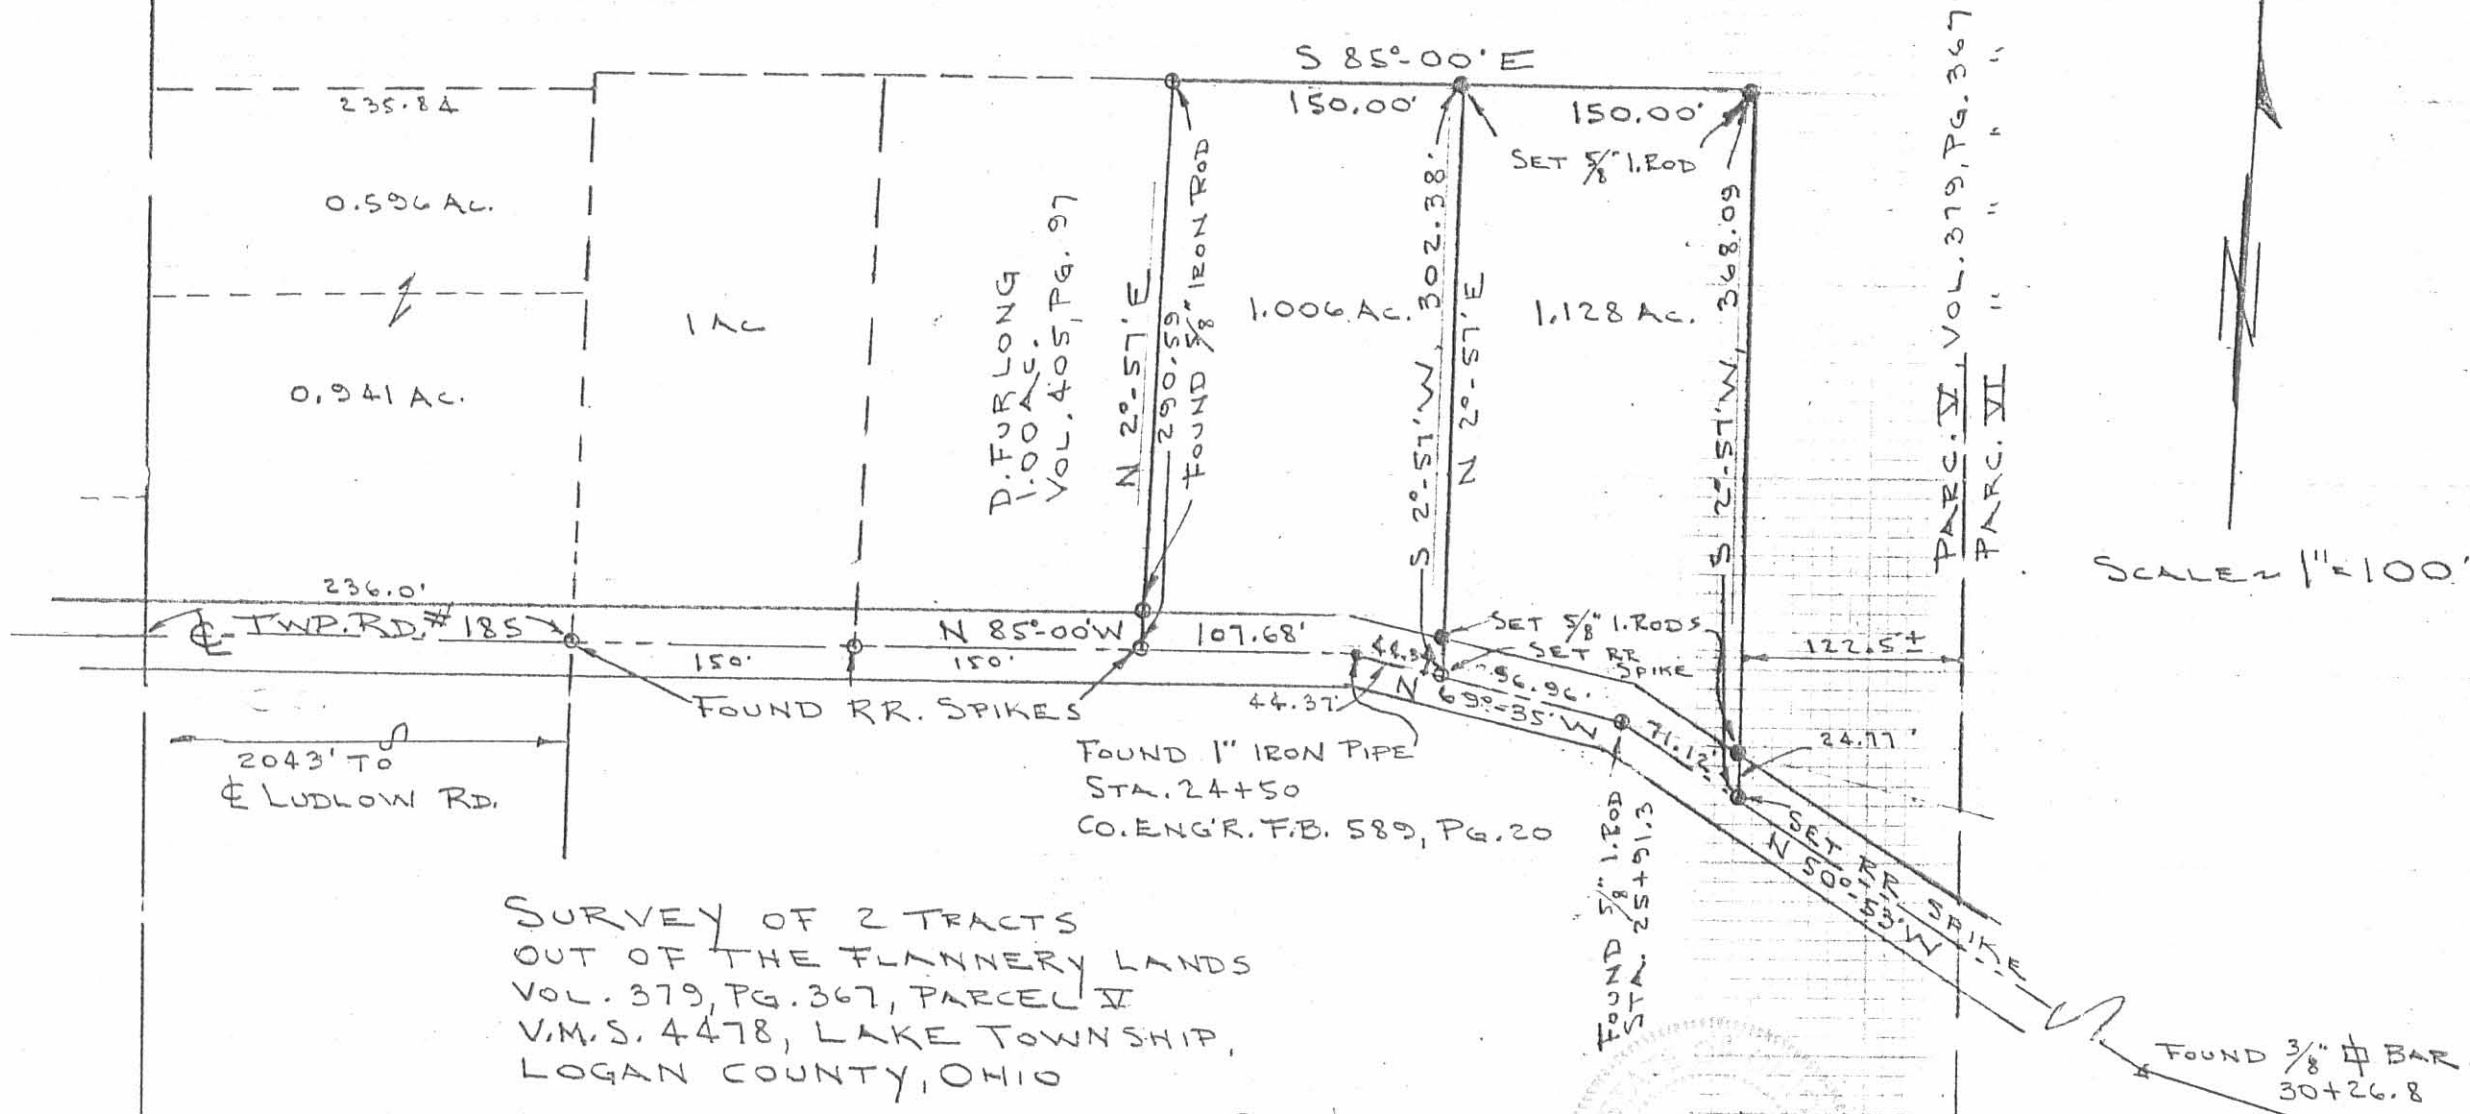 S 85°-00' E
150.00'
150.00'
235.84
SET 5/8" I.ROD
0.596 AC.
0.941 AC.
1 AC
D. FURLONG
1.00 AC.
VOL. 405, PG. 97
N 2°-57' E
290.59
FOUND 5/8" IRON ROD
1.006 AC.
S 2°-57' W, 302.38'
N 2°-57' E
1.128 AC.
S 2°-57' W, 368.09
PARC. V, VOL. 379, PG. 367
PARC. VI " " " "
N
SCALE ~ 1" = 100'
236.0'
℄ TWP. RD. # 185
N 85°-00' W
107.68'
150'
150'
44.3
SET 5/8" I.RODS
SET RR
SPIKE
122.5±
96.96'
N 69°-35' W
44.37'
71.12'
24.77'
FOUND RR. SPIKES
2043' TO
℄ LUDLOW RD.
FOUND 1" IRON PIPE
STA. 24+50
CO. ENG'R. F.B. 589, PG. 20
FOUND 5/8" I.ROD
STA. 25+91.3
SET RR. SPIKE
N 50°-53' W
SURVEY OF 2 TRACTS
OUT OF THE FLANNERY LANDS
VOL. 379, PG. 367, PARCEL V
V.M.S. 4478, LAKE TOWNSHIP,
LOGAN COUNTY, OHIO
FOUND 3/8" BAR
30+26.8